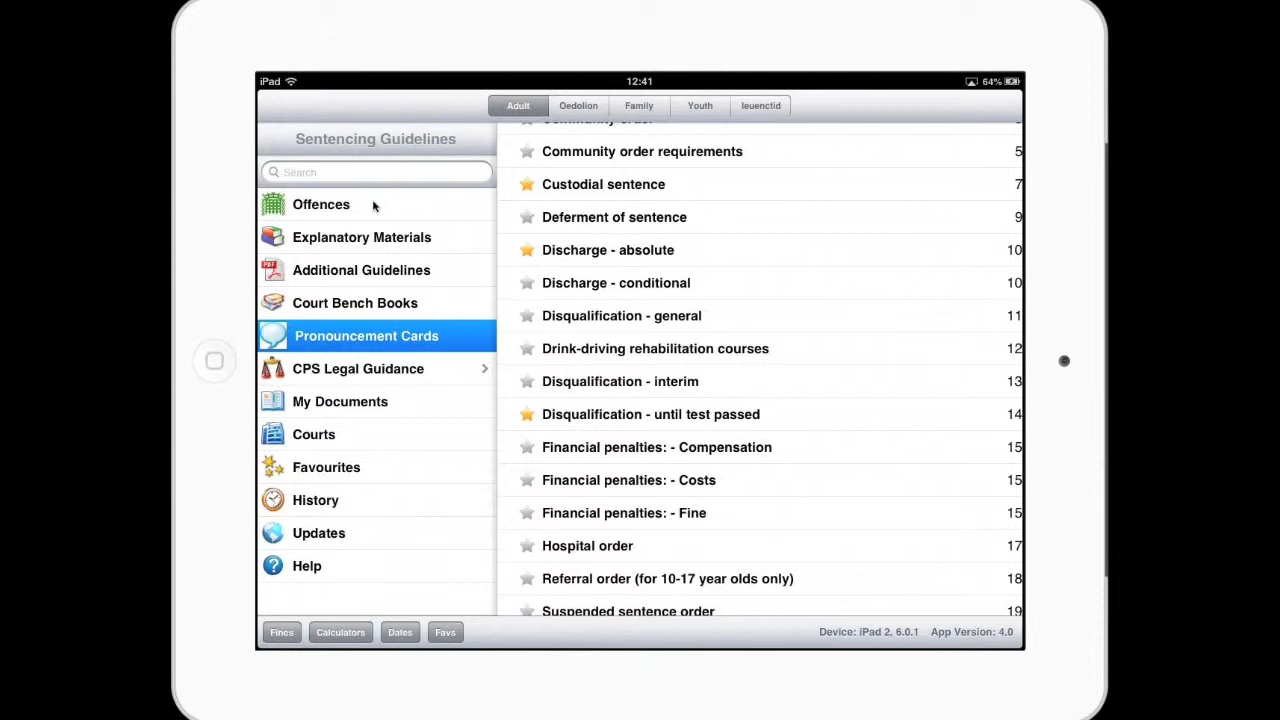 iPad 12:41 64%
Adult Oedolion Family Youth Ieuenctid
Sentencing Guidelines
Search
Offences
Explanatory Materials
Additional Guidelines
Court Bench Books
Pronouncement Cards
CPS Legal Guidance
My Documents
Courts
Favourites
History
Updates
Help
Community order requirements 5
Custodial sentence 7
Deferment of sentence 9
Discharge - absolute 10
Discharge - conditional 10
Disqualification - general 11
Drink-driving rehabilitation courses 12
Disqualification - interim 13
Disqualification - until test passed 14
Financial penalties: - Compensation 15
Financial penalties: - Costs 15
Financial penalties: - Fine 15
Hospital order 17
Referral order (for 10-17 year olds only) 18
Suspended sentence order 19
Fines Calculators Dates Favs
Device: iPad 2, 6.0.1 App Version: 4.0